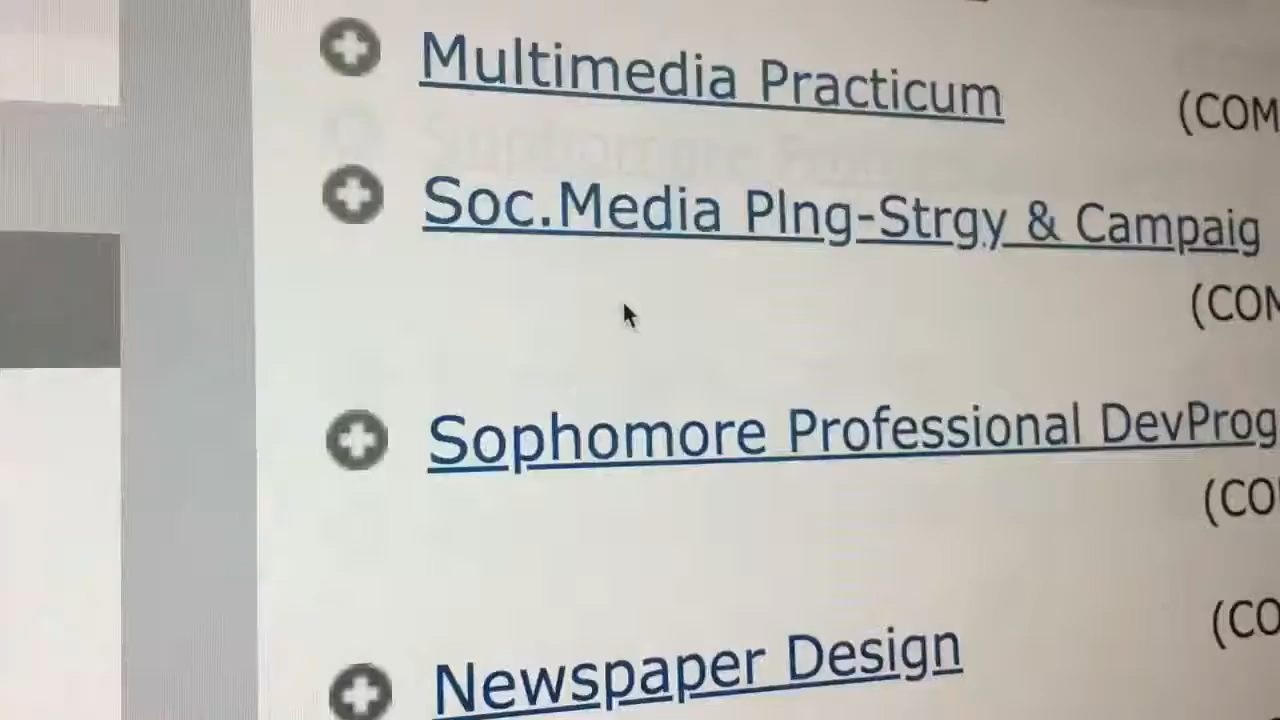 Multimedia Practicum
(COM
Soc.Media Plng-Strgy & Campaig
(COM
Sophomore Professional DevProg
(CO
(CO
Newspaper Design